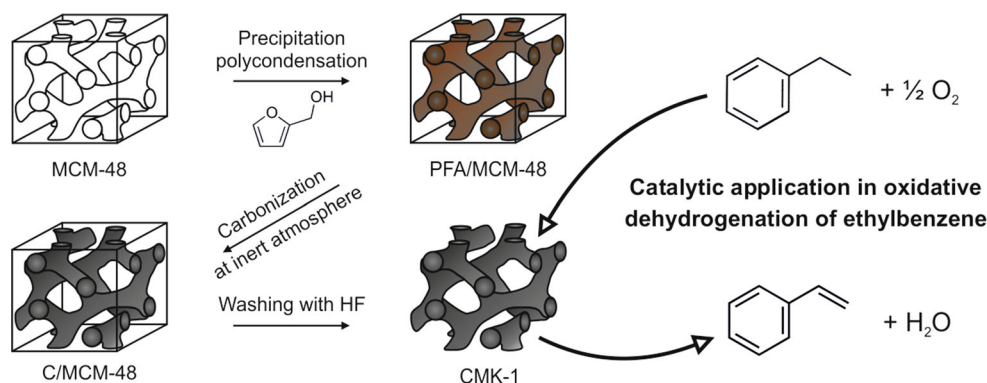 Precipitation
polycondensation
OH
O
MCM-48
PFA/MCM-48
+ ½ O₂
Carbonization
at inert atmosphere
Catalytic application in oxidative
dehydrogenation of ethylbenzene
Washing with HF
C/MCM-48
CMK-1
+ H₂O